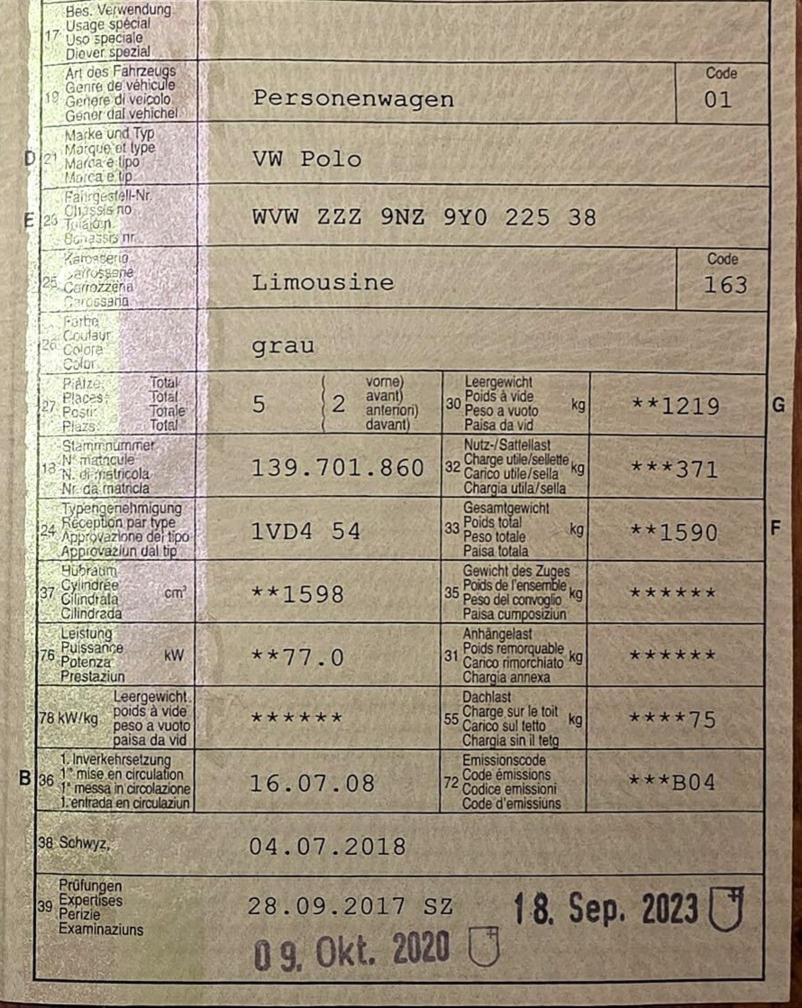 17 Bes. Verwendung
Usage spécial
Uso speciale
Diever spezial
19 Art des Fahrzeugs
Genre de véhicule
Genere di veicolo
Gener dal vehichel
Personenwagen
Code
01
D 21 Marke und Typ
Marque et type
Marca e tipo
Marca e tip
VW Polo
E 23 Fahrgestell-Nr.
Châssis no
Telaio n.
Schassis nr.
WVW ZZZ 9NZ 9Y0 225 38
25 Karosserie
Carrosserie
Carrozzeria
Carossaria
Limousine
Code
163
26 Farbe
Couleur
Colore
Color
grau
27 Plätze: Total
Places: Total
Posti: Totale
Plazs: Total
5 ( 2 vorne)
avant)
anteriori)
davant)
30 Leergewicht
Poids à vide
Peso a vuoto
Paisa da vid
kg
**1219 G
18 Stammnummer
N° matricule
N. di matricola
Nr. da matricla
139.701.860
32 Nutz-/Sattellast
Charge utile/sellette
Carico utile/sella
Chargia utila/sella
kg
***371
24 Typengenehmigung
Réception par type
Approvazione del tipo
Approvaziun dal tip
1VD4 54
33 Gesamtgewicht
Poids total
Peso totale
Paisa totala
kg
**1590 F
37 Hubraum
Cylindrée
Cilindrata
Cilindrada
cm³
**1598
35 Gewicht des Zuges
Poids de l'ensemble
Peso del convoglio
Paisa cumposiziun
kg
******
76 Leistung
Puissance
Potenza
Prestaziun
kW
**77.0
31 Anhängelast
Poids remorquable
Carico rimorchiato
Chargia annexa
kg
******
78 kW/kg Leergewicht
poids à vide
peso a vuoto
paisa da vid
******
55 Dachlast
Charge sur le toit
Carico sul tetto
Chargia sin il tetg
kg
****75
B 36 1. Inverkehrsetzung
1re mise en circulation
1a messa in circolazione
1. entrada en circulaziun
16.07.08
72 Emissionscode
Code émissions
Codice emissioni
Code d'emissiuns
***B04
38 Schwyz,
04.07.2018
39 Prüfungen
Expertises
Perizie
Examinaziuns
28.09.2017 SZ
18. Sep. 2023
09. Okt. 2020